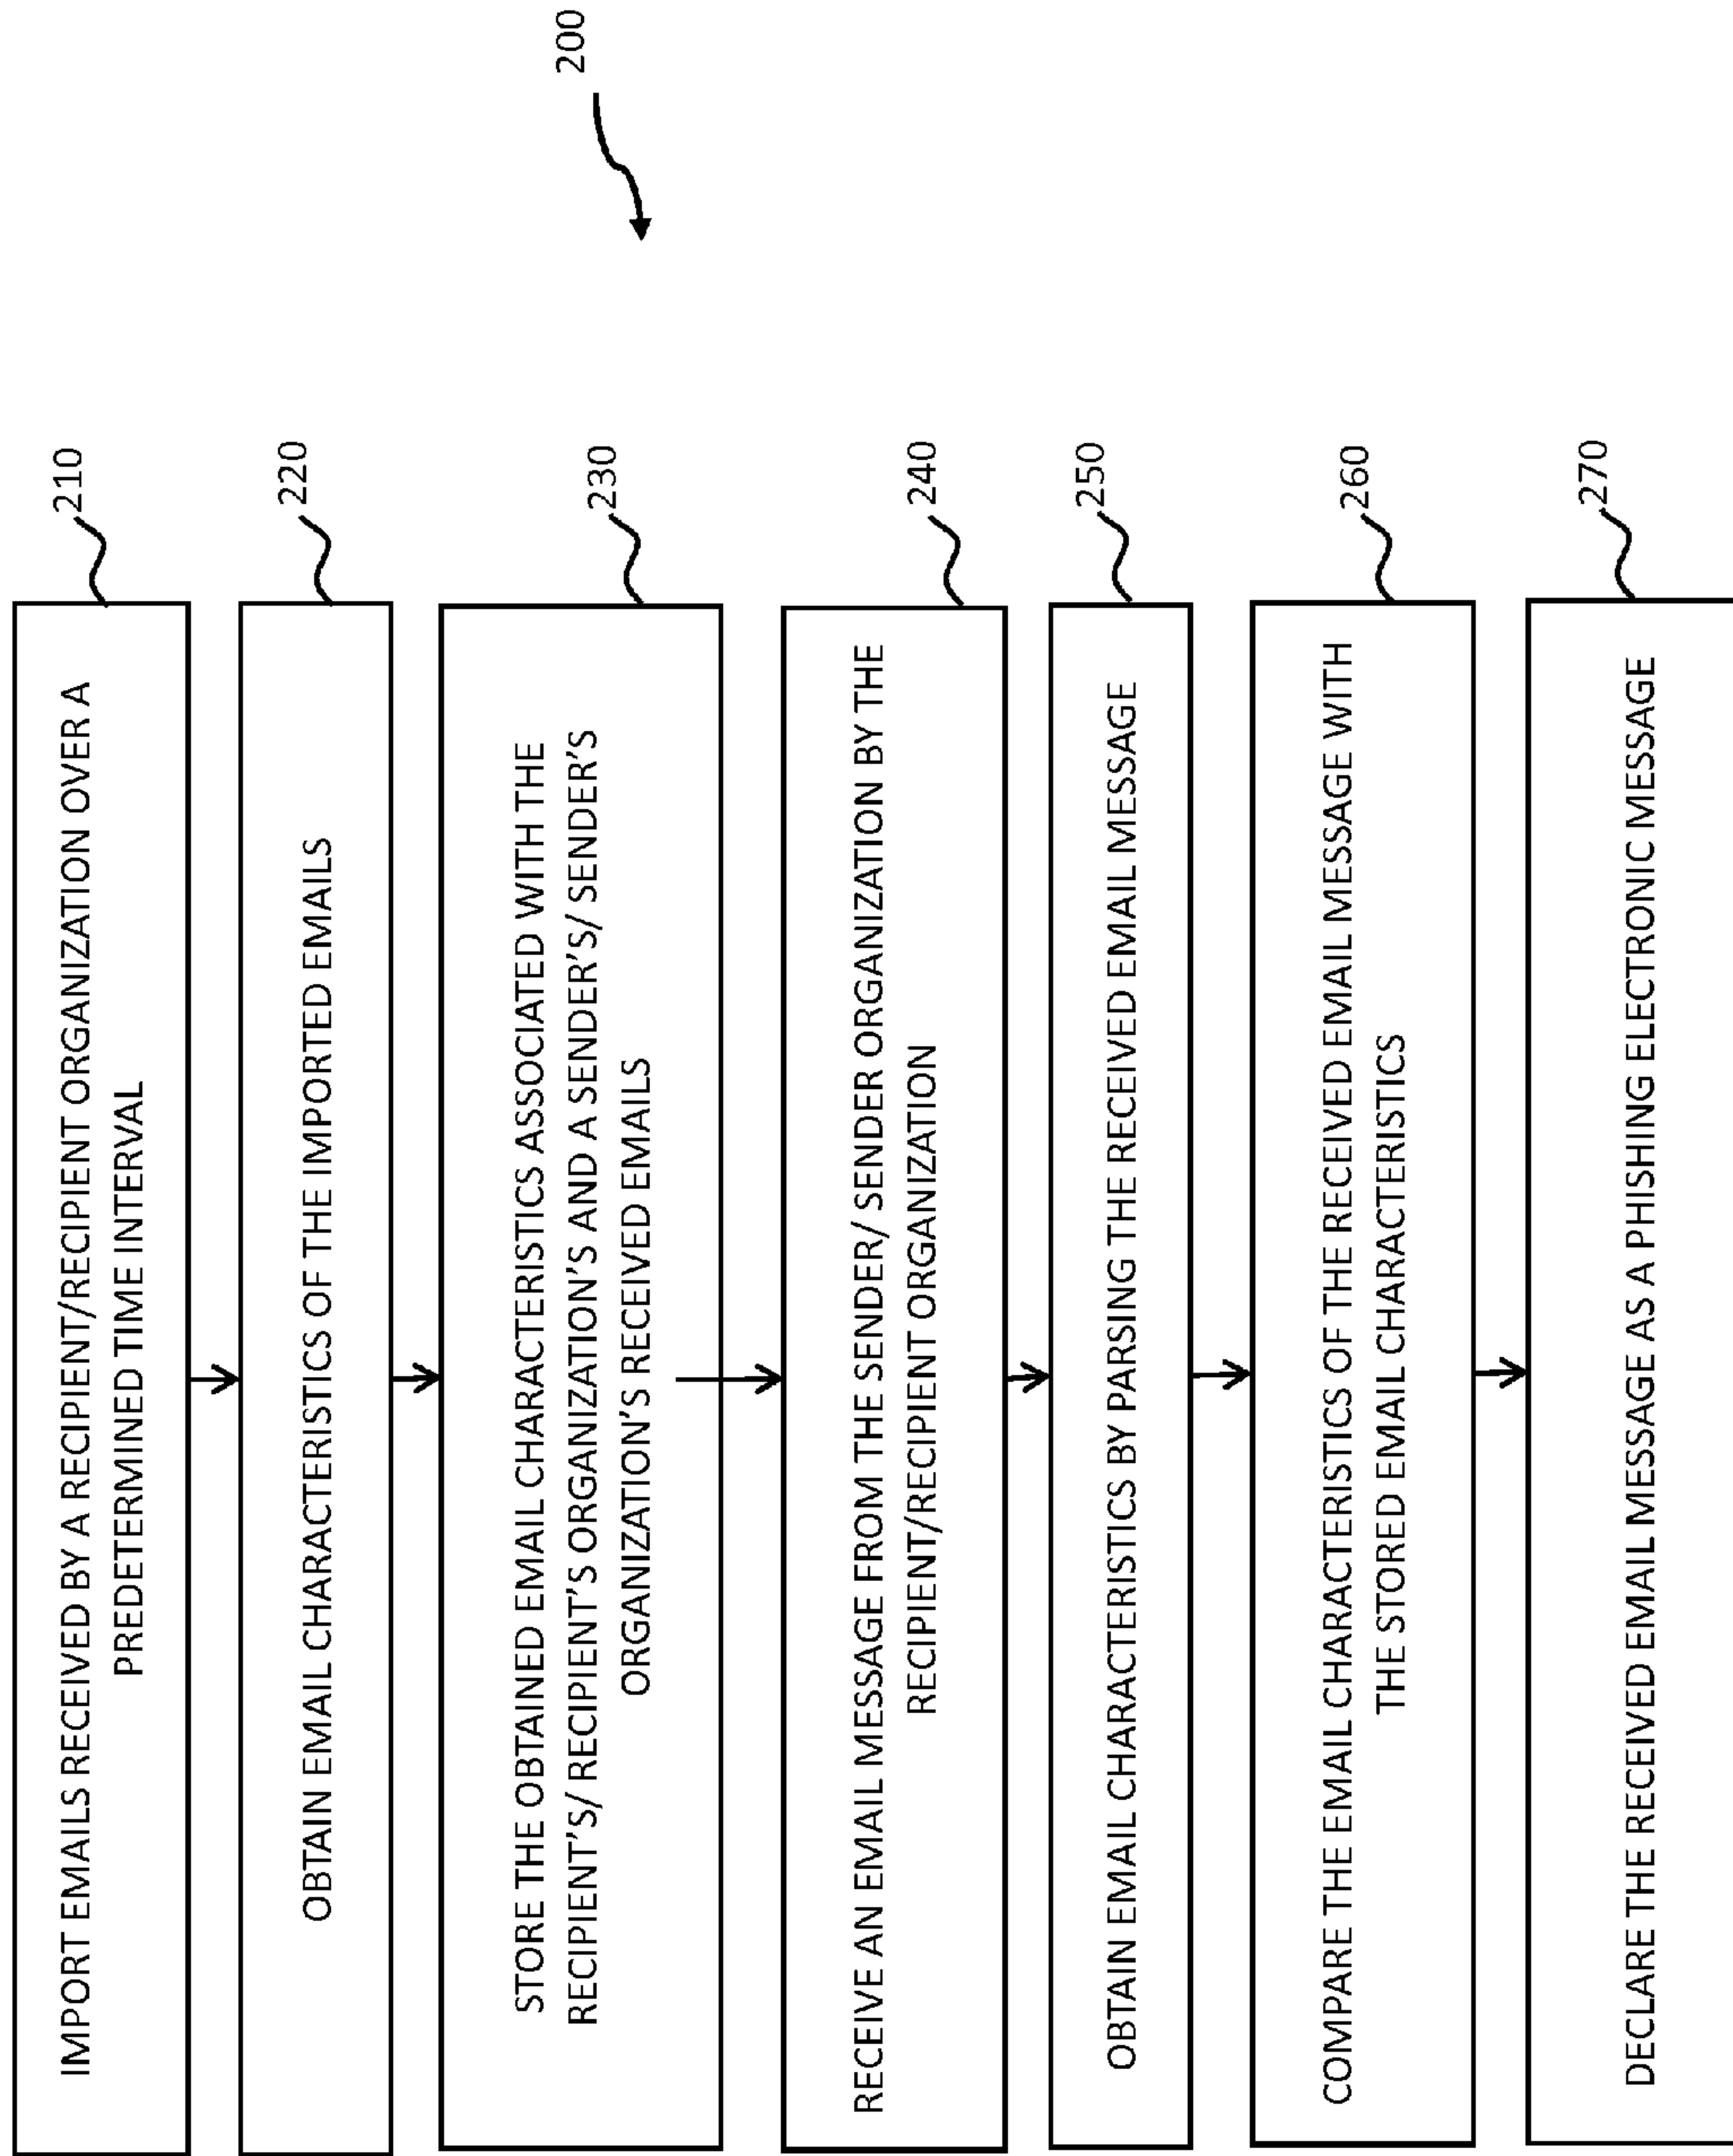 200
IMPORT EMAILS RECEIVED BY A RECIPIENT/RECIPIENT ORGANIZATION OVER A
PREDETERMINED TIME INTERVAL
210
OBTAIN EMAIL CHARACTERISTICS OF THE IMPORTED EMAILS
220
STORE THE OBTAINED EMAIL CHARACTERISTICS ASSOCIATED WITH THE
RECIPIENT'S/ RECIPIENT'S ORGANIZATION'S AND A SENDER'S/ SENDER'S
ORGANIZATION'S RECEIVED EMAILS
230
RECEIVE AN EMAIL MESSAGE FROM THE SENDER/ SENDER ORGANIZATION BY THE
RECIPIENT/RECIPIENT ORGANIZATION
240
OBTAIN EMAIL CHARACTERISTICS BY PARSING THE RECEIVED EMAIL MESSAGE
250
COMPARE THE EMAIL CHARACTERISTICS OF THE RECEIVED EMAIL MESSAGE WITH
THE STORED EMAIL CHARACTERISTICS
260
DECLARE THE RECEIVED EMAIL MESSAGE AS A PHISHING ELECTRONIC MESSAGE
270